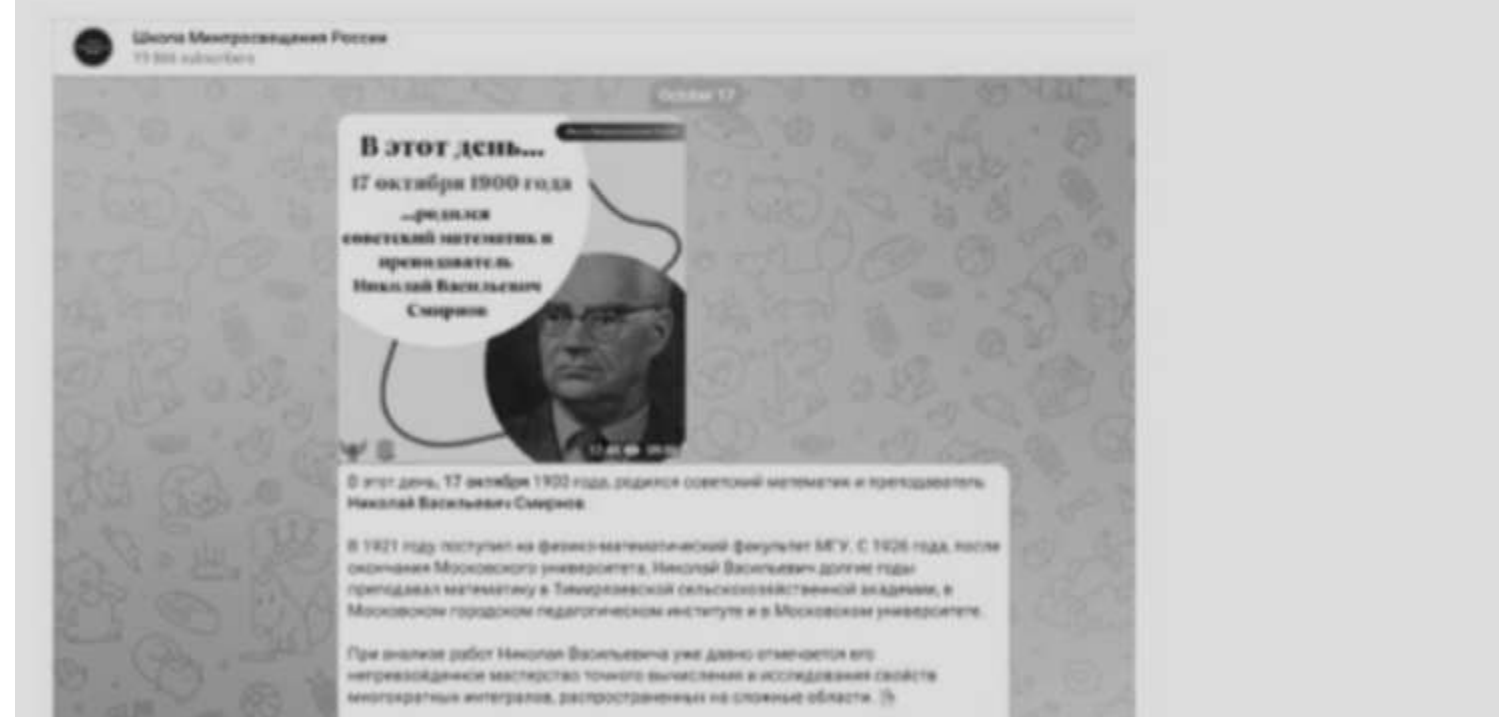 Школа Минпросвещения России
subscribers
October 17
В этот день...
17 октября 1900 года
...родился
советский математик и
преподаватель
Николай Васильевич
Смирнов
В этот день, 17 октября 1900 года, родился советский математик и преподаватель
Николай Васильевич Смирнов
В 1921 году поступил на физико-математический факультет МГУ. С 1926 года, после
окончания Московского университета, Николай Васильевич долгие годы
преподавал математику в Тимирязевской сельскохозяйственной академии, в
Московском городском педагогическом институте и в Московском университете.
При анализе работ Николая Васильевича уже давно отмечается его
непревзойденное мастерство точного вычисления и исследования свойств
многократных интегралов, распространенных на сложные области.